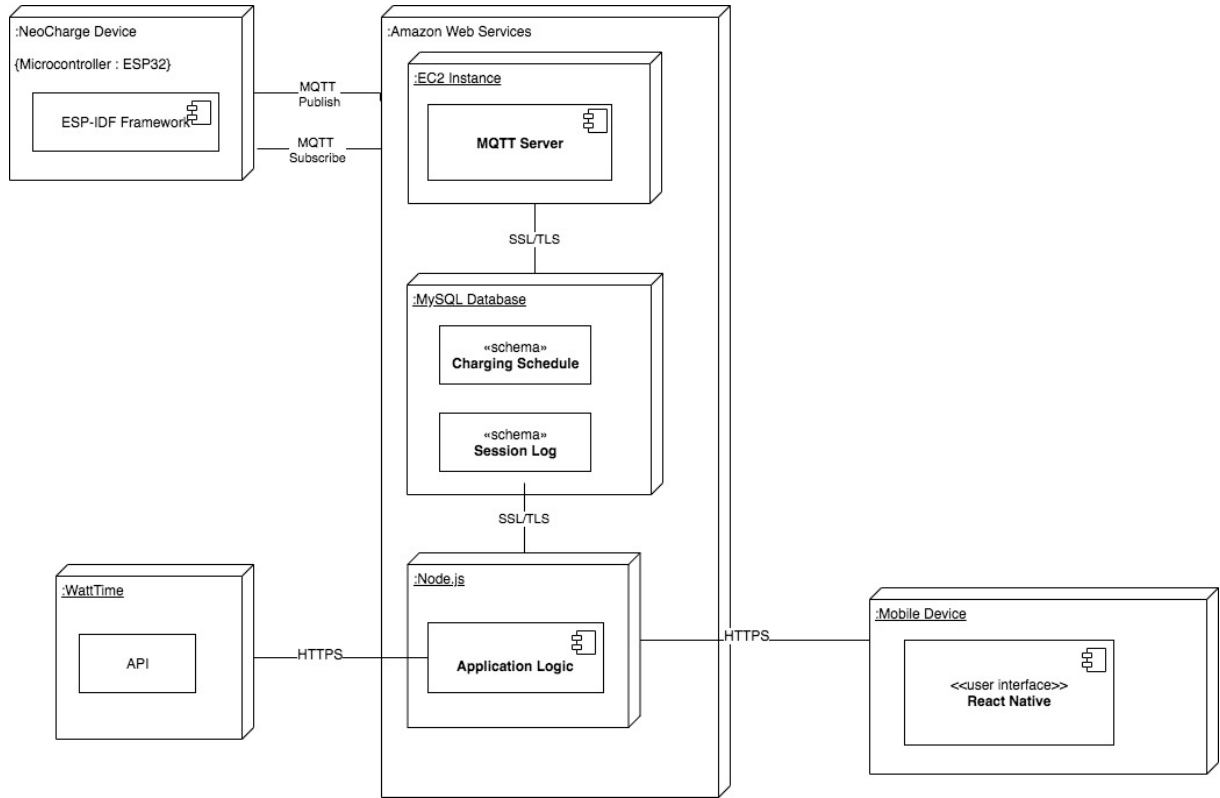 :NeoCharge Device
{Microcontroller : ESP32}
ESP-IDF Framework
MQTT
Publish
MQTT
Subscribe
:Amazon Web Services
:EC2 Instance
MQTT Server
SSL/TLS
:MySQL Database
«schema»
Charging Schedule
«schema»
Session Log
SSL/TLS
:WattTime
API
HTTPS
:Node.js
Application Logic
HTTPS
:Mobile Device
<<user interface>>
React Native